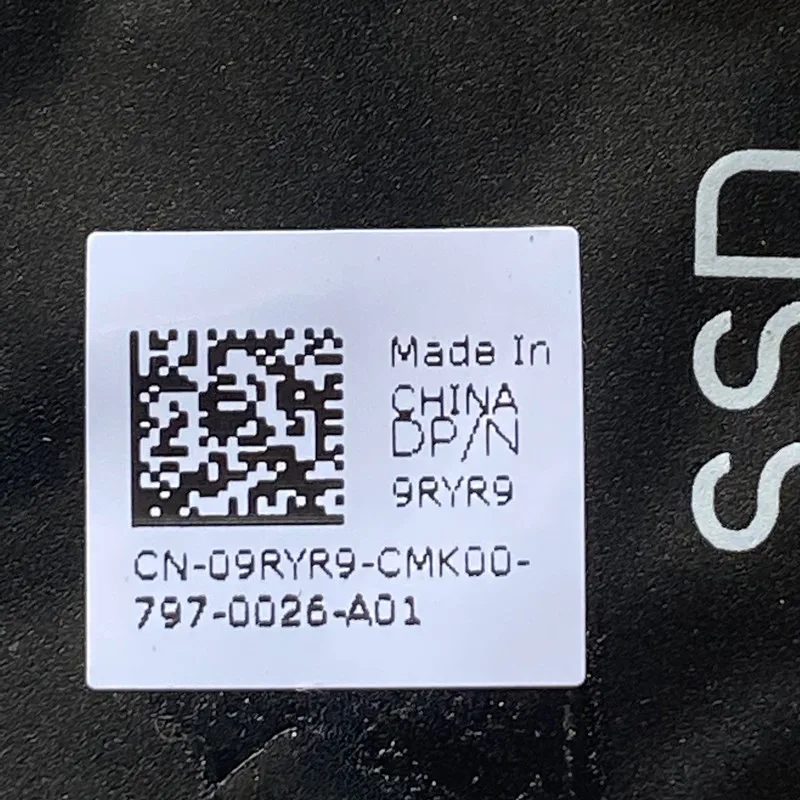 Made In
CHINA
DP/N
9RYR9
CN-09RYR9-CMK00-
797-0026-A01
SSD